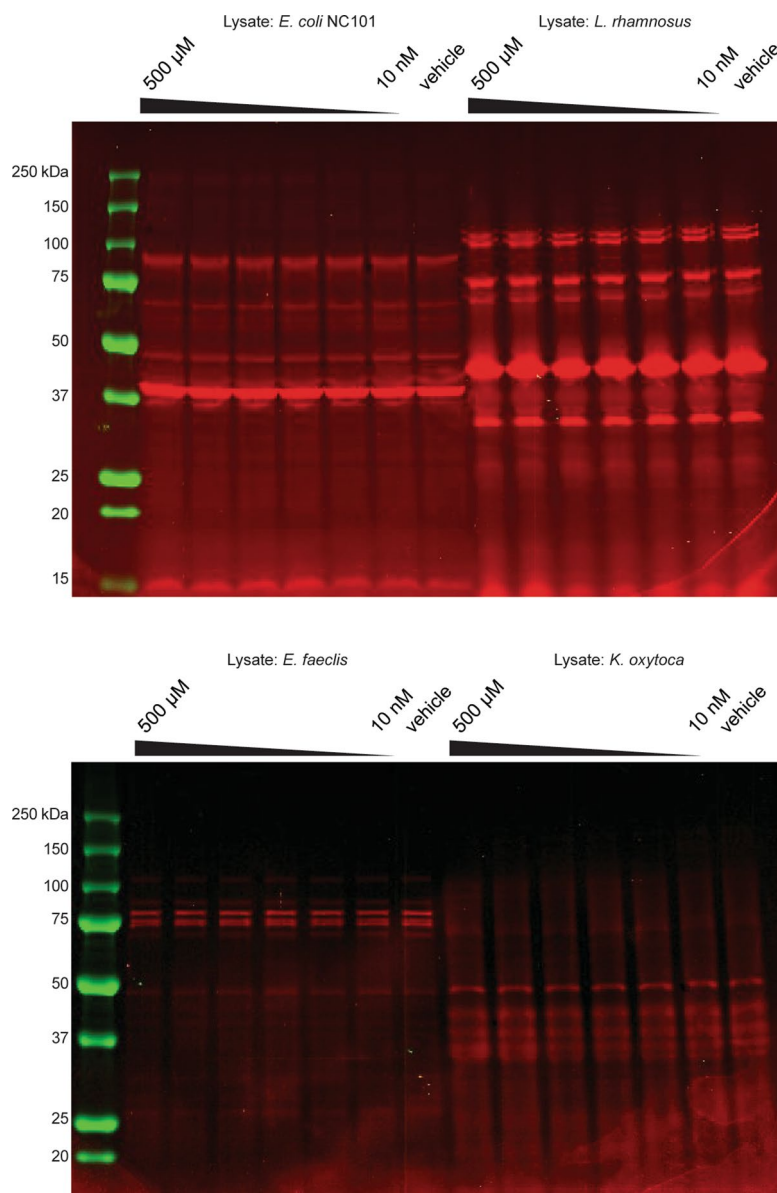 Lysate: E. coli NC101
Lysate: L. rhamnosus
500 µM
10 nM
vehicle
500 µM
10 nM
vehicle
250 kDa
150
100
75
50
37
25
20
15
Lysate: E. faeclis
Lysate: K. oxytoca
500 µM
10 nM
vehicle
500 µM
10 nM
vehicle
250 kDa
150
100
75
50
37
25
20